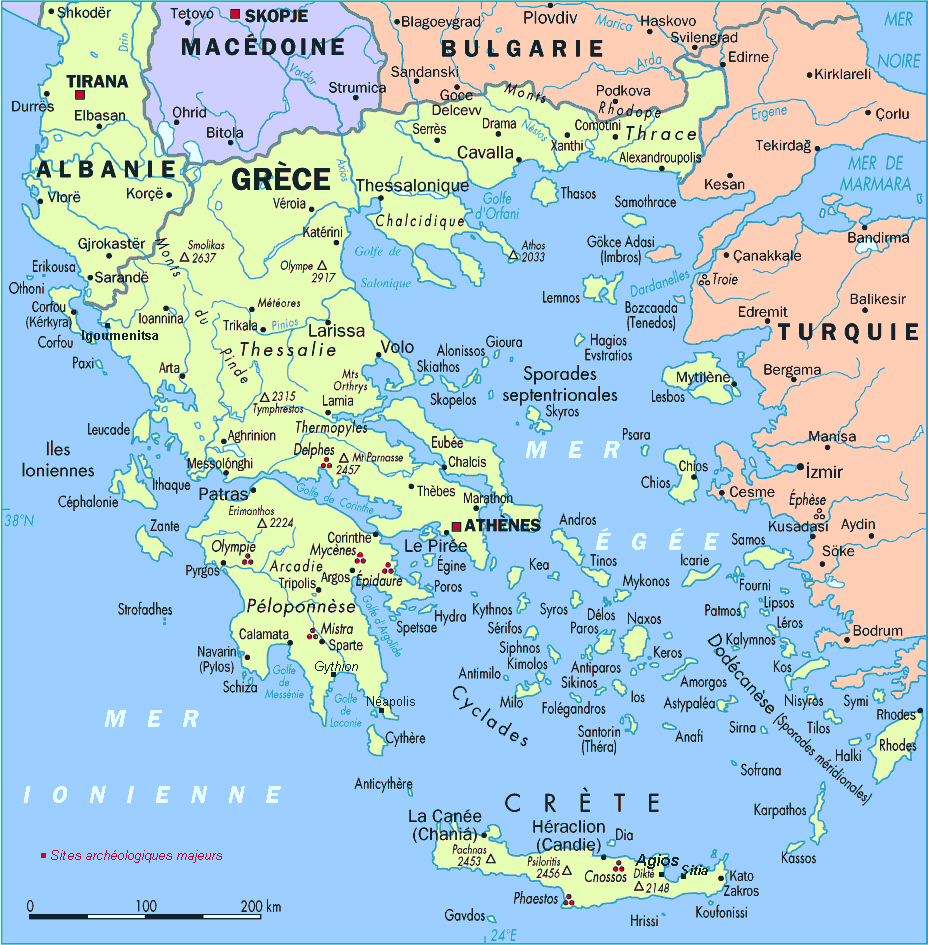 Shkodër
Tetovo
SKOPJE
Blagoevgrad
Plovdiv
Marica
Haskovo
MER
NOIRE
Drin
MACÉDOINE
BULGARIE
Svilengrad
Edirne
Vardar
Arda
TIRANA
Sandanski
Kirklareli
Strumica
Goce
Delcevv
Monts
Rhodope
Podkova
Durrës
Elbasan
Ohrid
Bitola
Serrès
Drama
Néstos
Xanthi
Comotini
Thrace
Ergene
Çorlu
Tekirdağ
ALBANIE
GRÈCE
Axios
Cavalla
Alexandroupolis
MER DE
MARMARA
Vlorë
Korçë
Véroia
Thessalonique
Golfe
d'Orfani
Thasos
Kesan
Chalcidique
Samothrace
Gjrokastër
Monts
Smolikas
2637
Katérini
Golfe de
Salonique
Athos
2033
Gökce Adasi
(Imbros)
Bandirma
Çanakkale
Erikousa
Sarandë
Olympe
2917
Dardanelles
Troie
Othoni
Lemnos
Bozcaada
(Tenedos)
Balikesir
Corfou
(Kérkyra)
Corfou
Igoumenitsa
Ioannina
du
Météores
Trikala
Pinios
Larissa
Edremit
TURQUIE
Paxi
Thessalie
Volo
Gioura
Alonissos
Hagios
Evstratios
Pinde
Arta
Mrs
Orthrys
Skiathos
Sporades
septentrionales
Mytilène
Bergama
2315
Tymphrestos
Lamia
Skopelos
Skyros
Lesbos
Leucade
Aghrinion
Thermopyles
Eubée
MER
Psara
Manisa
Iles
Ioniennes
Messolónghi
Delphes
Mt Parnasse
2457
Chalcis
Chios
Chios
İzmir
Ithaque
Céphalonie
Patras
Golfe de Corinthe
Thèbes
Marathon
Cesme
Éphèse
38°N
Zante
Erimonthos
2224
ATHÈNES
Andros
Kusadasi
Aydin
Corinthe
Le Pirée
ÉGÉE
Samos
Söke
Olympie
Mycènes
Arcadie
Égine
Kea
Tinos
Icarie
Pyrgos
Argos
Épidaure
Tripolis
Poros
Mykonos
Fourni
Strofadhes
Péloponnèse
Golfe d'Argolide
Hydra
Kythnos
Syros
Délos
Patmos
Lipsos
Léros
Spetsae
Paros
Naxos
Calamata
Mistra
Sparte
Sérifos
Kalymnos
Bodrum
Navarin
(Pylos)
Siphnos
Kimolos
Keros
Dodécanèse (Sporades méridionales)
Kos
Golfe
de
Messénie
Gythion
Antimilo
Antiparos
Sikinos
Amorgos
Schiza
Golfe
de
Laconie
Néapolis
Cyclades
Milo
Folégandros
Ios
Astypaléa
Nisyros
Symi
MER
Santorin
(Théra)
Anafi
Sirna
Tilos
Rhodes
Cythère
Halki
Rhodes
Sofrana
Anticythère
IONIENNE
CRÈTE
Karpathos
La Canée
(Chaniá)
Héraclion
(Candie)
Dia
Sites archéologiques majeurs
Pachnas
2453
Psiloritis
2456
Cnossos
Agios
Dikté
2148
Sitia
Kato
Zakros
Kassos
Phaestos
0
100
200 km
Gavdos
Hrissi
Koufonissi
24°E